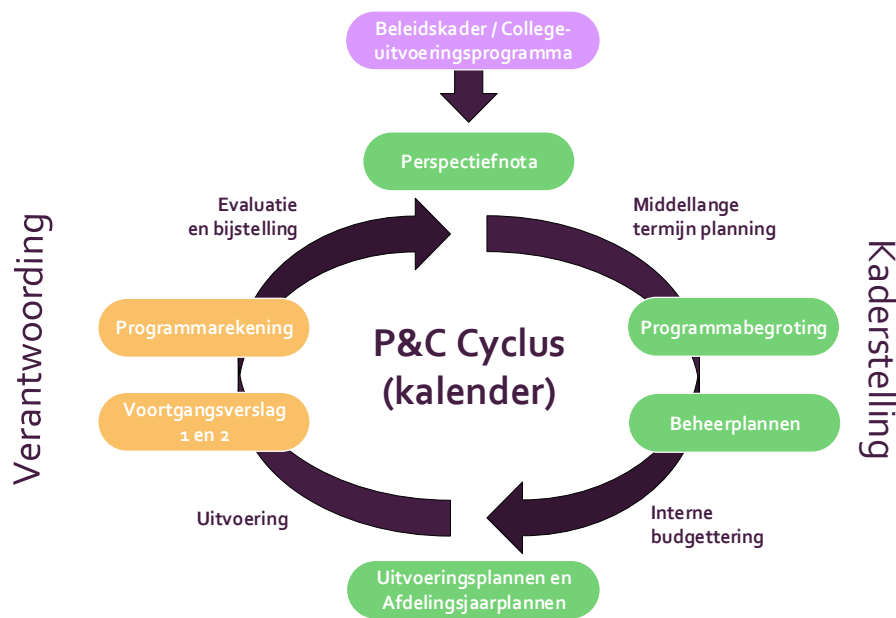 Beleidskader / College-
uitvoeringsprogramma
Perspectiefnota
Evaluatie
en bijstelling
Middellange
termijn planning
Verantwoording
Kaderstelling
Programmarekening
Programmabegroting
P&C Cyclus
(kalender)
Voortgangsverslag
1 en 2
Beheerplannen
Uitvoering
Interne
budgettering
Uitvoeringsplannen en
Afdelingsjaarplannen